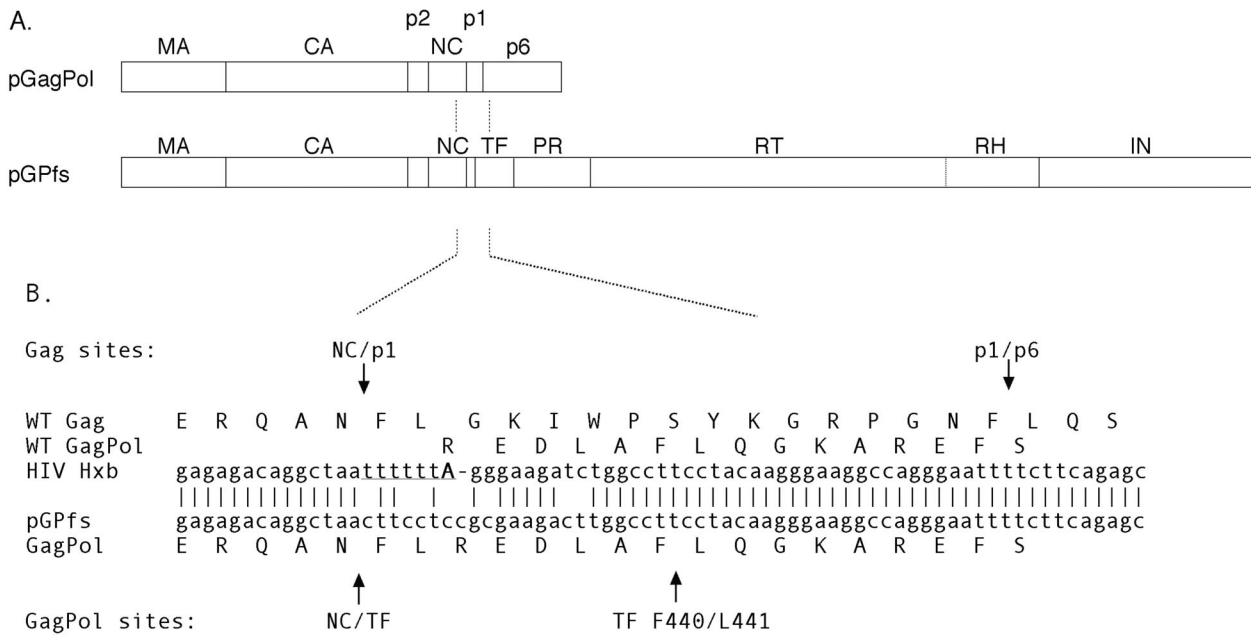 A.
p2 p1
MA CA NC p6
pGagPol
MA CA NC TF PR RT RH IN
pGPfs
B.
Gag sites: NC/p1 p1/p6
WT Gag E R Q A N F L G K I W P S Y K G R P G N F L Q S
WT GagPol R E D L A F L Q G K A R E F S
HIV Hxb gagagacaggctaattttttA-gggaagatctggccttcctacaagggaaggccagggaattttcttcagagc
pGPfs gagagacaggctaacttcctccgcgaagacttggccttcctacaagggaaggccagggaattttcttcagagc
GagPol E R Q A N F L R E D L A F L Q G K A R E F S
GagPol sites: NC/TF TF F440/L441